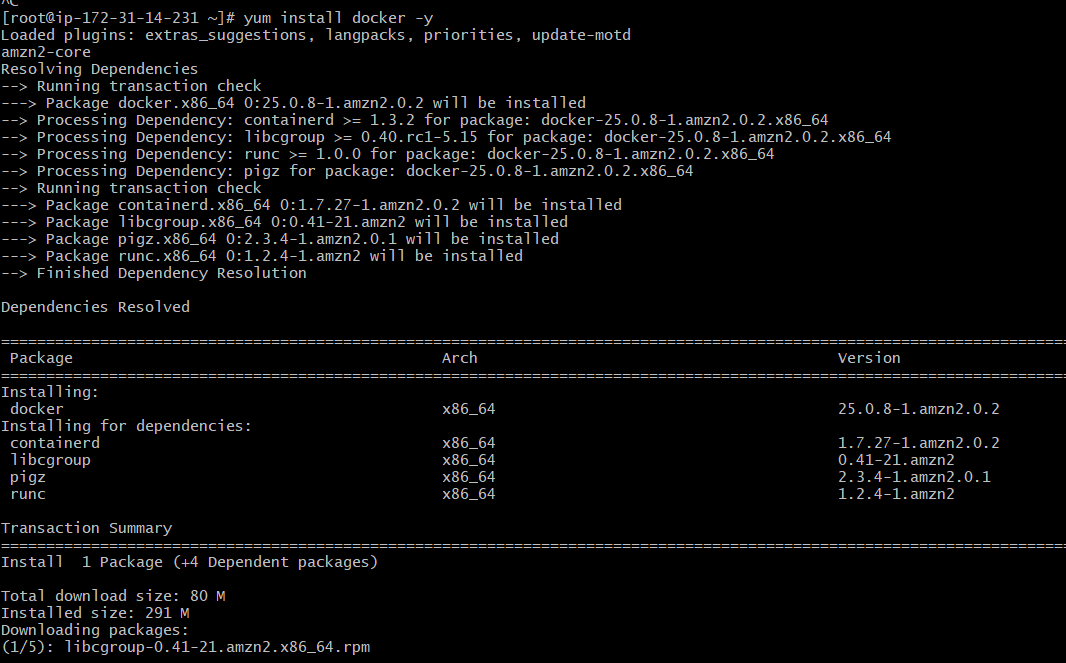 ^C
[root@ip-172-31-14-231 ~]# yum install docker -y
Loaded plugins: extras_suggestions, langpacks, priorities, update-motd
amzn2-core
Resolving Dependencies
--> Running transaction check
---> Package docker.x86_64 0:25.0.8-1.amzn2.0.2 will be installed
--> Processing Dependency: containerd >= 1.3.2 for package: docker-25.0.8-1.amzn2.0.2.x86_64
--> Processing Dependency: libcgroup >= 0.40.rc1-5.15 for package: docker-25.0.8-1.amzn2.0.2.x86_64
--> Processing Dependency: runc >= 1.0.0 for package: docker-25.0.8-1.amzn2.0.2.x86_64
--> Processing Dependency: pigz for package: docker-25.0.8-1.amzn2.0.2.x86_64
--> Running transaction check
---> Package containerd.x86_64 0:1.7.27-1.amzn2.0.2 will be installed
---> Package libcgroup.x86_64 0:0.41-21.amzn2 will be installed
---> Package pigz.x86_64 0:2.3.4-1.amzn2.0.1 will be installed
---> Package runc.x86_64 0:1.2.4-1.amzn2 will be installed
--> Finished Dependency Resolution

Dependencies Resolved

================================================================================
 Package Arch Version
================================================================================
Installing:
 docker x86_64 25.0.8-1.amzn2.0.2
Installing for dependencies:
 containerd x86_64 1.7.27-1.amzn2.0.2
 libcgroup x86_64 0.41-21.amzn2
 pigz x86_64 2.3.4-1.amzn2.0.1
 runc x86_64 1.2.4-1.amzn2

Transaction Summary
================================================================================
Install  1 Package (+4 Dependent packages)

Total download size: 80 M
Installed size: 291 M
Downloading packages:
(1/5): libcgroup-0.41-21.amzn2.x86_64.rpm